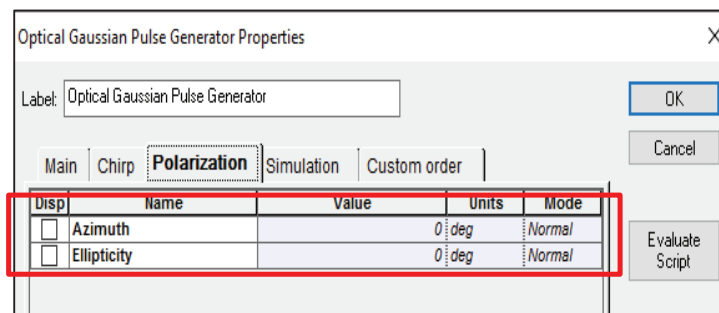 Optical Gaussian Pulse Generator Properties X
Label: Optical Gaussian Pulse Generator
OK
Cancel
Main Chirp Polarization Simulation Custom order
Disp Name Value Units Mode
Azimuth 0 deg Normal
Ellipticity 0 deg Normal
Evaluate
Script